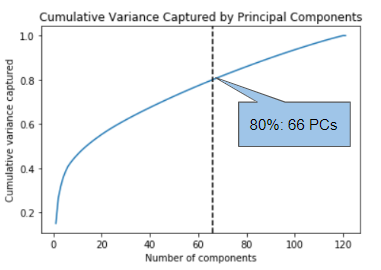 Cumulative Variance Captured by Principal Components
Cumulative variance captured
1.0
0.8
0.6
0.4
0.2
80%: 66 PCs
0 20 40 60 80 100 120
Number of components